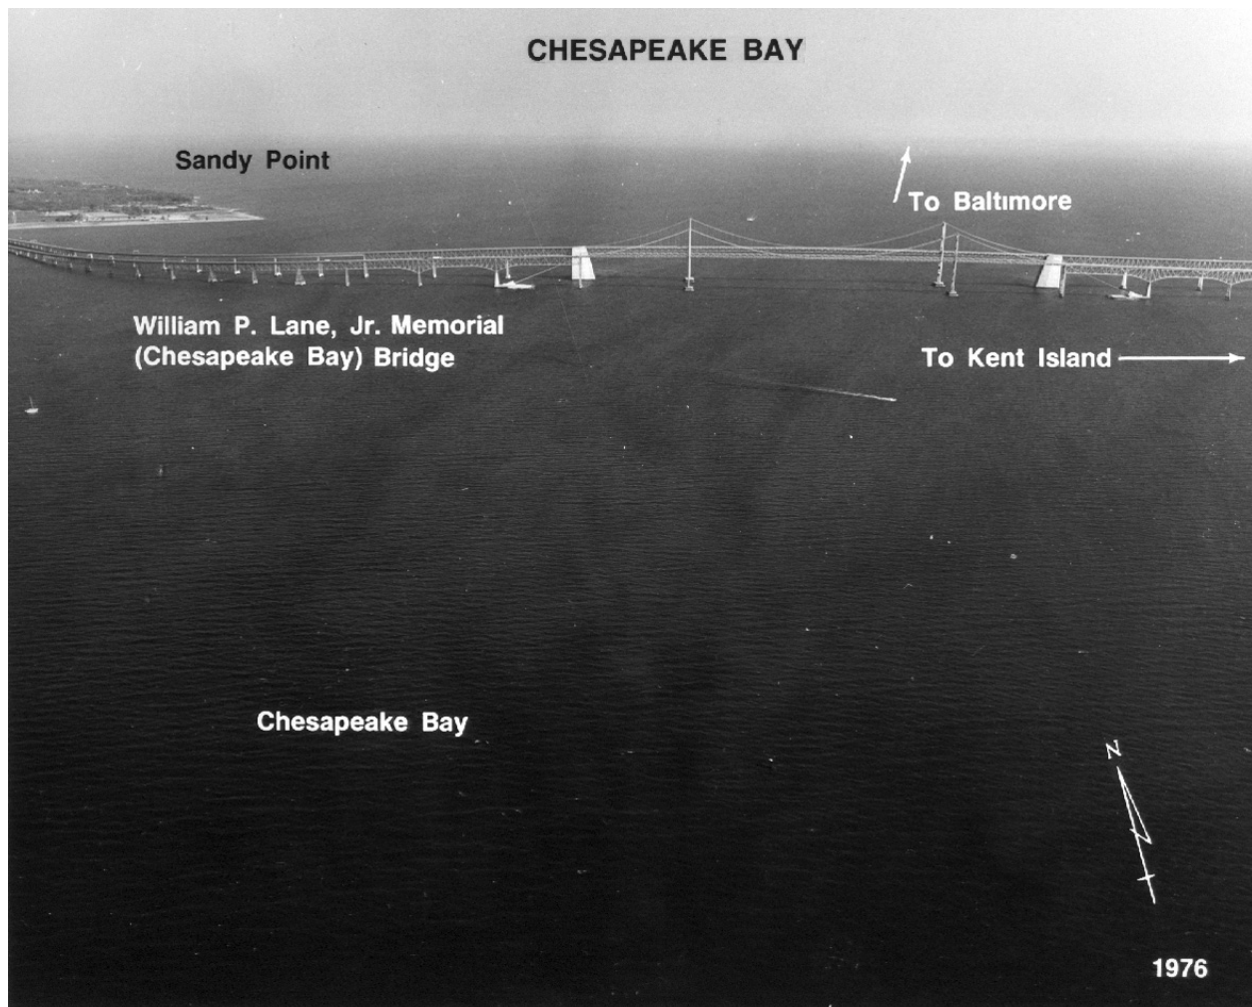 CHESAPEAKE BAY
Sandy Point
To Baltimore
William P. Lane, Jr. Memorial
(Chesapeake Bay) Bridge
To Kent Island
Chesapeake Bay
N
1976